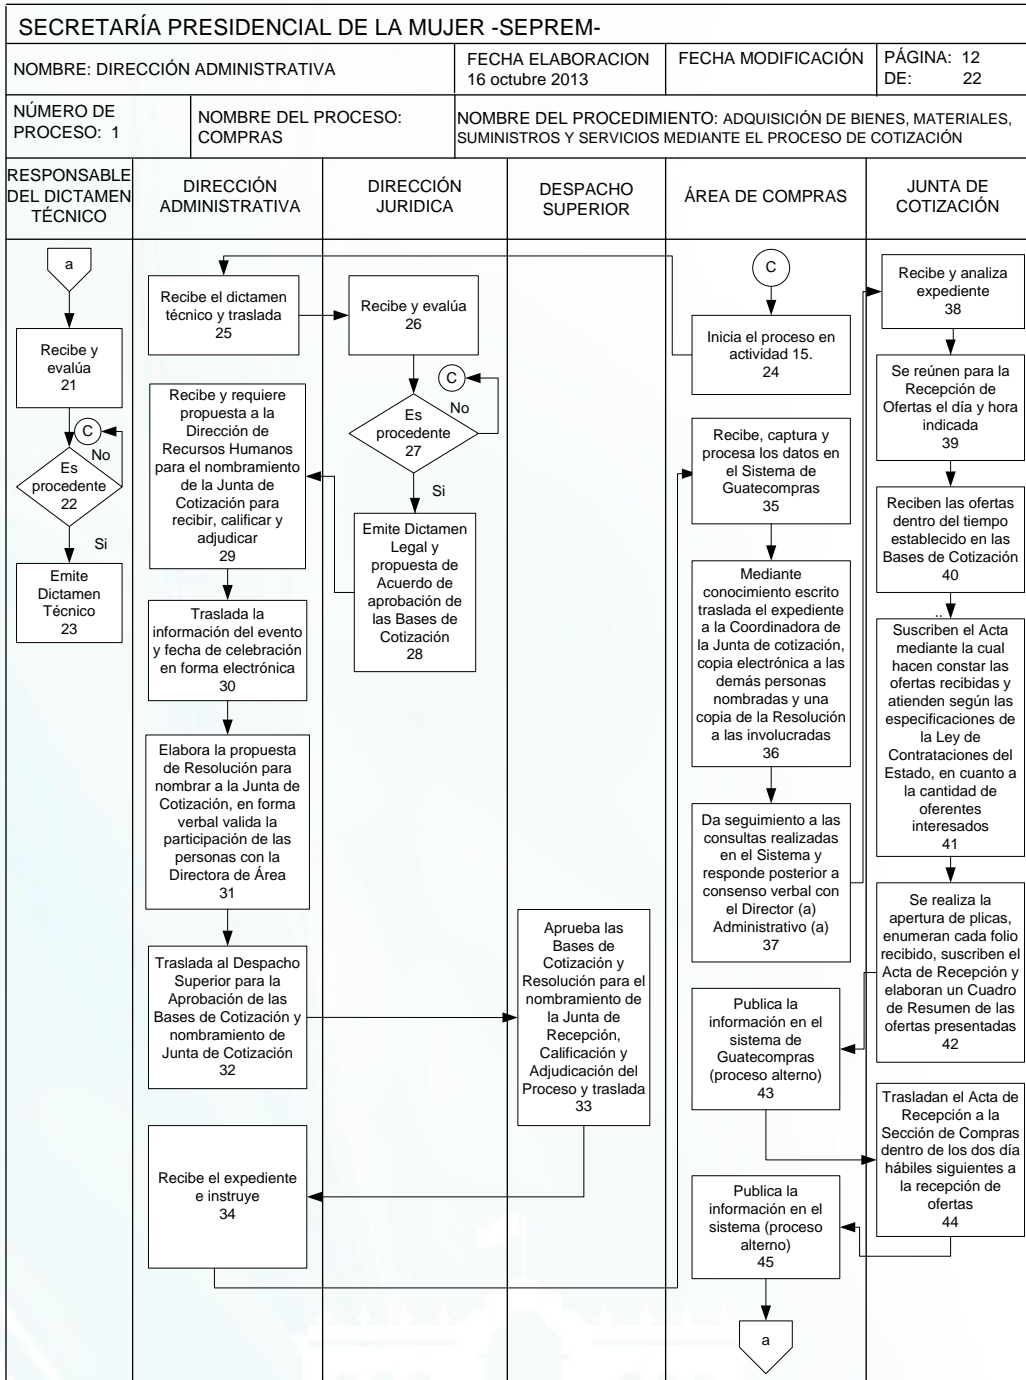 SECRETARÍA PRESIDENCIAL DE LA MUJER -SEPREM-
NOMBRE: DIRECCIÓN ADMINISTRATIVA
FECHA ELABORACION
16 octubre 2013
FECHA MODIFICACIÓN
PÁGINA: 12
DE: 22
NÚMERO DE
PROCESO: 1
NOMBRE DEL PROCESO:
COMPRAS
NOMBRE DEL PROCEDIMIENTO: ADQUISICIÓN DE BIENES, MATERIALES,
SUMINISTROS Y SERVICIOS MEDIANTE EL PROCESO DE COTIZACIÓN
RESPONSABLE
DEL DICTAMEN
TÉCNICO
DIRECCIÓN
ADMINISTRATIVA
DIRECCIÓN
JURIDICA
DESPACHO
SUPERIOR
ÁREA DE COMPRAS
JUNTA DE
COTIZACIÓN
a
Recibe y
evalúa
21
C
No
Es
procedente
22
Si
Emite
Dictamen
Técnico
23
Recibe el dictamen
técnico y traslada
25
Recibe y requiere
propuesta a la
Dirección de
Recursos Humanos
para el nombramiento
de la Junta de
Cotización para
recibir, calificar y
adjudicar
29
Traslada la
información del evento
y fecha de celebración
en forma electrónica
30
Elabora la propuesta
de Resolución para
nombrar a la Junta de
Cotización, en forma
verbal valida la
participación de las
personas con la
Directora de Área
31
Traslada al Despacho
Superior para la
Aprobación de las
Bases de Cotización y
nombramiento de
Junta de Cotización
32
Recibe el expediente
e instruye
34
Recibe y evalúa
26
C
No
Es
procedente
27
Si
Emite Dictamen
Legal y
propuesta de
Acuerdo de
aprobación de
las Bases de
Cotización
28
Aprueba las
Bases de
Cotización y
Resolución para el
nombramiento de
la Junta de
Recepción,
Calificación y
Adjudicación del
Proceso y traslada
33
C
Inicia el proceso en
actividad 15.
24
Recibe, captura y
procesa los datos en
el Sistema de
Guatecompras
35
Mediante
conocimiento escrito
traslada el expediente
a la Coordinadora de
la Junta de cotización,
copia electrónica a las
demás personas
nombradas y una
copia de la Resolución
a las involucradas
36
Da seguimiento a las
consultas realizadas
en el Sistema y
responde posterior a
consenso verbal con
el Director (a)
Administrativo (a)
37
Publica la
información en el
sistema de
Guatecompras
(proceso alterno)
43
Publica la
información en el
sistema (proceso
alterno)
45
a
Recibe y analiza
expediente
38
Se reúnen para la
Recepción de
Ofertas el día y hora
indicada
39
Reciben las ofertas
dentro del tiempo
establecido en las
Bases de Cotización
40
..
Suscriben el Acta
mediante la cual
hacen constar las
ofertas recibidas y
atienden según las
especificaciones de
la Ley de
Contrataciones del
Estado, en cuanto a
la cantidad de
oferentes
interesados
41
Se realiza la
apertura de plicas,
enumeran cada folio
recibido, suscriben el
Acta de Recepción y
elaboran un Cuadro
de Resumen de las
ofertas presentadas
42
Trasladan el Acta de
Recepción a la
Sección de Compras
dentro de los dos día
hábiles siguientes a
la recepción de
ofertas
44